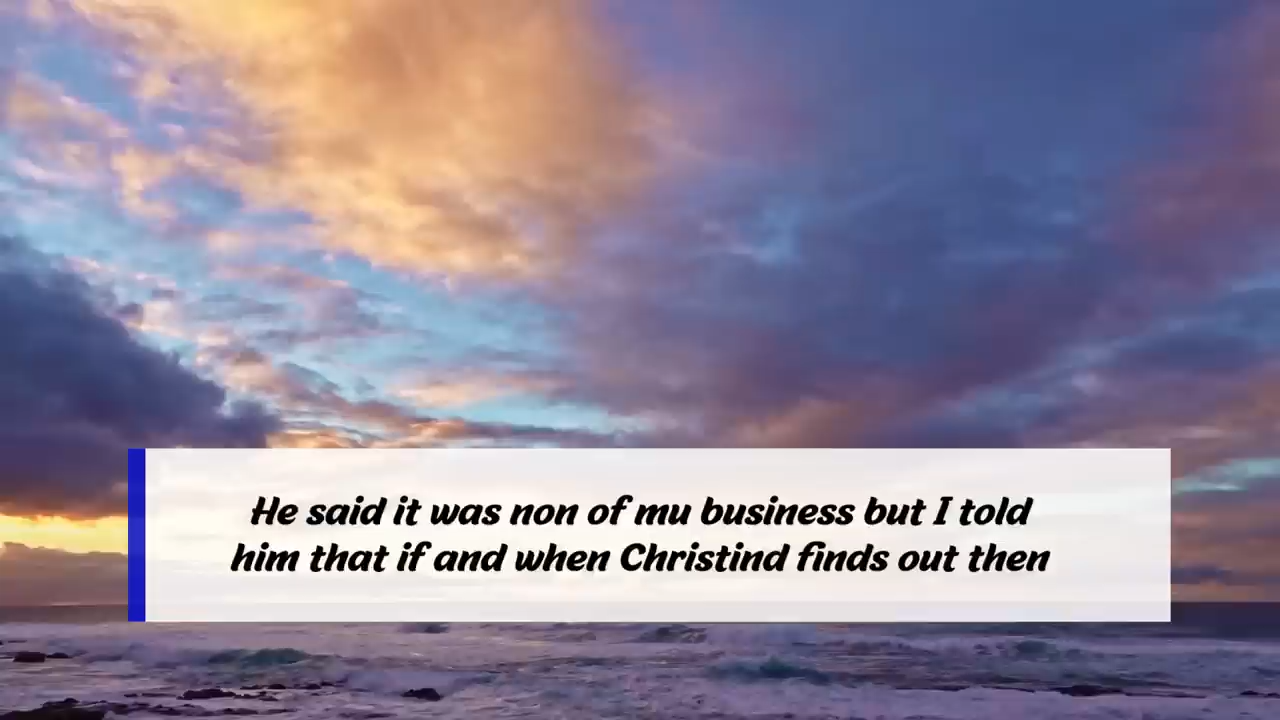 He said it was non of mu business but I told
him that if and when Christind finds out then